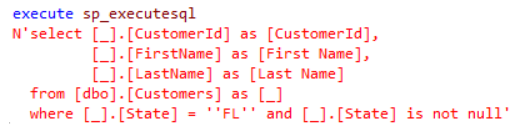 execute sp_executesql
N'select [_].[CustomerId] as [CustomerId],
[_].[FirstName] as [First Name],
[_].[LastName] as [Last Name]
from [dbo].[Customers] as [_]
where [_].[State] = ''FL'' and [_].[State] is not null'